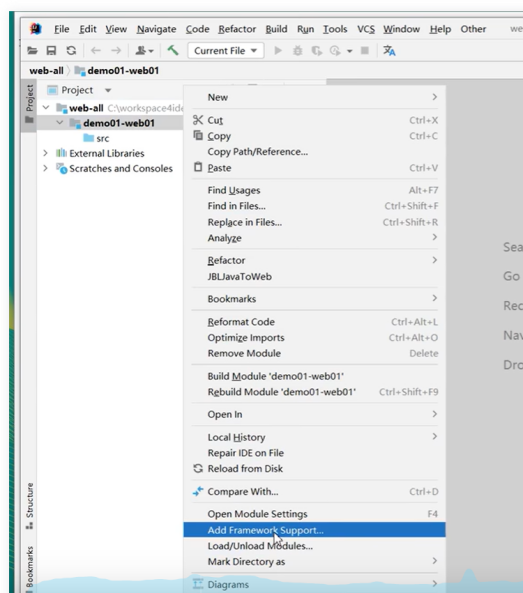 File Edit View Navigate Code Refactor Build Run Tools VCS Window Help Other we
Current File
web-all demo01-web01
Project
Project
web-all C:\workspace4ide
demo01-web01
src
External Libraries
Scratches and Consoles
New
Cut Ctrl+X
Copy Ctrl+C
Copy Path/Reference...
Paste Ctrl+V
Find Usages Alt+F7
Find in Files... Ctrl+Shift+F
Replace in Files... Ctrl+Shift+R
Analyze
Refactor
JBLJavaToWeb
Bookmarks
Reformat Code Ctrl+Alt+L
Optimize Imports Ctrl+Alt+O
Remove Module Delete
Build Module 'demo01-web01'
Rebuild Module 'demo01-web01' Ctrl+Shift+F9
Open In
Local History
Repair IDE on File
Reload from Disk
Compare With... Ctrl+D
Open Module Settings F4
Add Framework Support...
Load/Unload Modules...
Mark Directory as
Diagrams
Sea
Go
Rec
Nav
Dro
Structure
Bookmarks